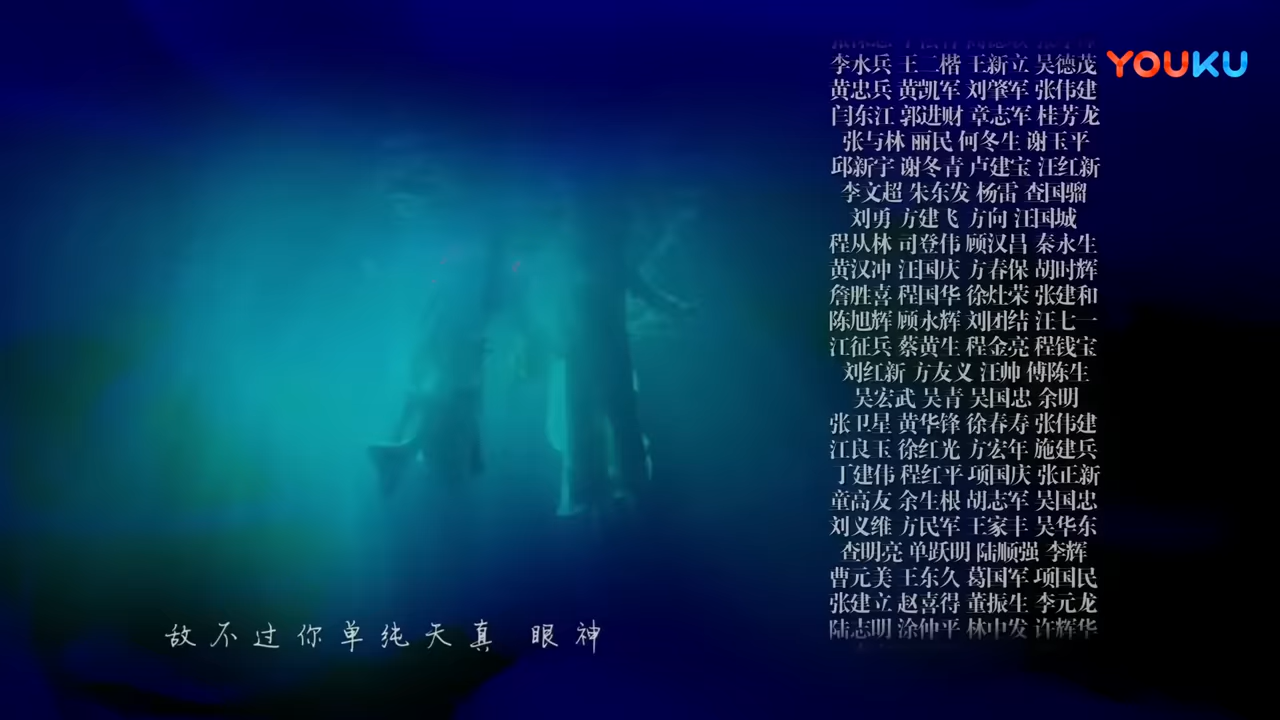 YOUKU
李水兵 王二楷 王新立 吴德茂
黄忠兵 黄凯军 刘肇军 张伟建
闫东江 郭进财 章志军 桂芳龙
张与林 丽民 何冬生 谢玉平
邱新宇 谢冬青 卢建宝 汪红新
李文超 朱东发 杨雷 查国骝
刘勇 方建飞 方向 汪国城
程从林 司登伟 顾汉昌 秦永生
黄汉冲 汪国庆 方春保 胡时辉
詹胜喜 程国华 徐灶荣 张建和
陈旭辉 顾永辉 刘团结 汪七一
江征兵 蔡黄生 程金亮 程钱宝
刘红新 方友义 汪帅 傅陈生
吴宏武 吴青 吴国忠 余明
张卫星 黄华锋 徐春寿 张伟建
江良玉 徐红光 方宏年 施建兵
丁建伟 程红平 项国庆 张正新
童高友 余生根 胡志军 吴国忠
刘义维 方民军 王家丰 吴华东
查明亮 单跃明 陆顺强 李辉
曹元美 王东久 葛国军 项国民
张建立 赵喜得 董振生 李元龙
陆志明 涂仲平 林中发 许辉华
敌不过你单纯天真 眼神